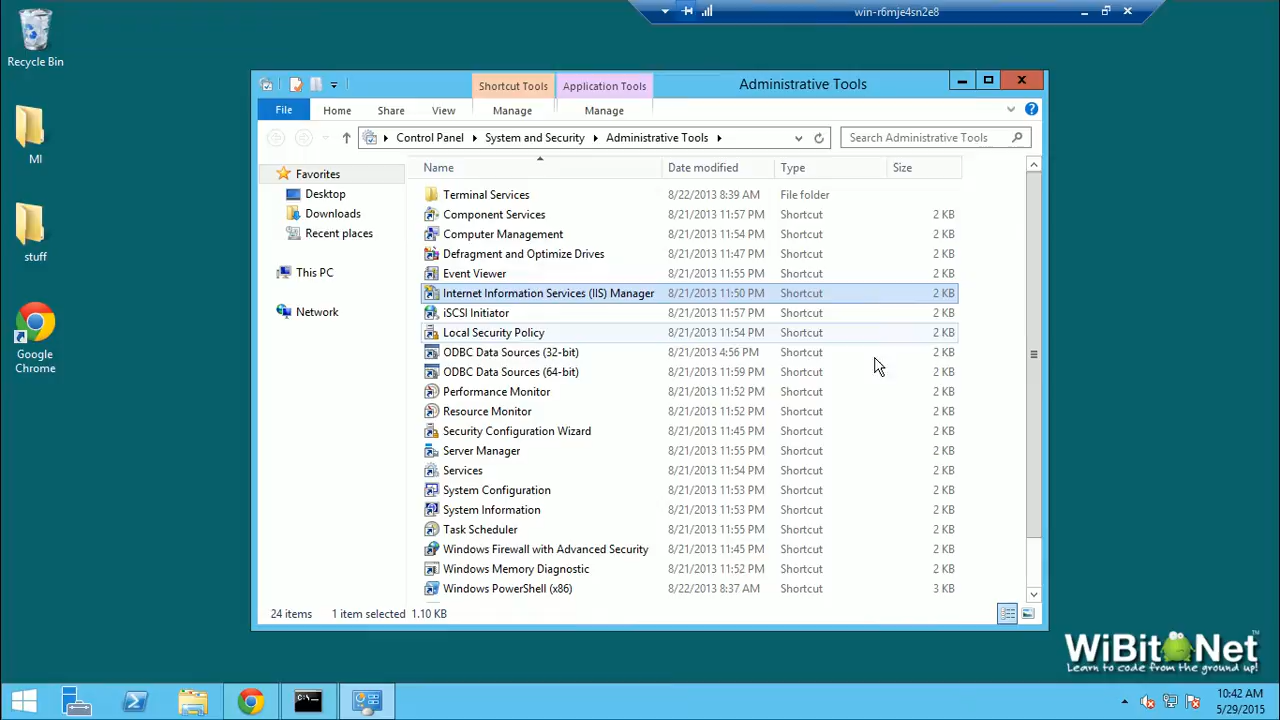 win-r6mje4sn2e8
Recycle Bin
MI
stuff
Google
Chrome
Shortcut Tools
Application Tools
Administrative Tools
File
Home
Share
View
Manage
Manage
Control Panel
System and Security
Administrative Tools
Search Administrative Tools
Favorites
Desktop
Downloads
Recent places
This PC
Network
Name Date modified Type Size
Terminal Services 8/22/2013 8:39 AM File folder
Component Services 8/21/2013 11:57 PM Shortcut 2 KB
Computer Management 8/21/2013 11:54 PM Shortcut 2 KB
Defragment and Optimize Drives 8/21/2013 11:47 PM Shortcut 2 KB
Event Viewer 8/21/2013 11:55 PM Shortcut 2 KB
Internet Information Services (IIS) Manager 8/21/2013 11:50 PM Shortcut 2 KB
iSCSI Initiator 8/21/2013 11:57 PM Shortcut 2 KB
Local Security Policy 8/21/2013 11:54 PM Shortcut 2 KB
ODBC Data Sources (32-bit) 8/21/2013 4:56 PM Shortcut 2 KB
ODBC Data Sources (64-bit) 8/21/2013 11:59 PM Shortcut 2 KB
Performance Monitor 8/21/2013 11:52 PM Shortcut 2 KB
Resource Monitor 8/21/2013 11:52 PM Shortcut 2 KB
Security Configuration Wizard 8/21/2013 11:45 PM Shortcut 2 KB
Server Manager 8/21/2013 11:55 PM Shortcut 2 KB
Services 8/21/2013 11:54 PM Shortcut 2 KB
System Configuration 8/21/2013 11:53 PM Shortcut 2 KB
System Information 8/21/2013 11:53 PM Shortcut 2 KB
Task Scheduler 8/21/2013 11:55 PM Shortcut 2 KB
Windows Firewall with Advanced Security 8/21/2013 11:45 PM Shortcut 2 KB
Windows Memory Diagnostic 8/21/2013 11:52 PM Shortcut 2 KB
Windows PowerShell (x86) 8/22/2013 8:37 AM Shortcut 3 KB
24 items 1 item selected 1.10 KB
WiBit Net ™
Learn to code from the ground up!
10:42 AM
5/29/2015